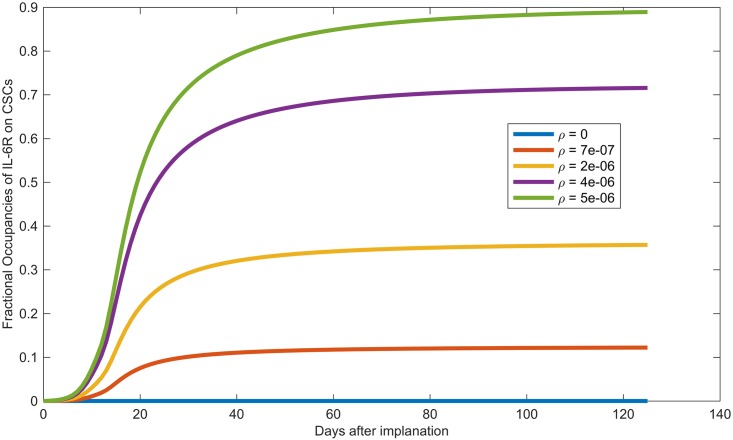 0.9
0.8
0.7
0.6
0.5
0.4
0.3
0.2
0.1
0
Fractional Occupancies of IL-6R on CSCs
ρ = 0
ρ = 7e-07
ρ = 2e-06
ρ = 4e-06
ρ = 5e-06
0 20 40 60 80 100 120 140
Days after implanation